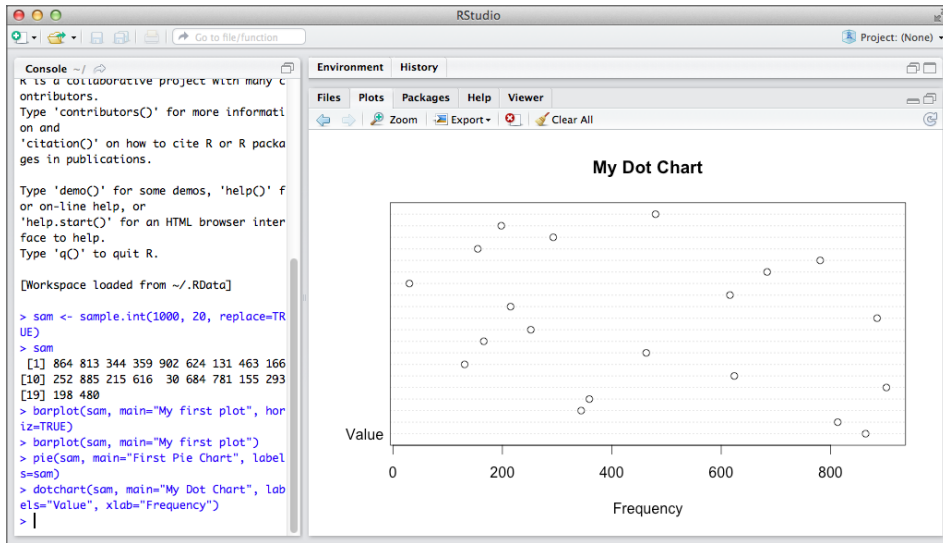 RStudio
Go to file/function
Project: (None)
Console ~/
R is a collaborative project with many c
ontributors.
Type 'contributors()' for more informati
on and
'citation()' on how to cite R or R packa
ges in publications.
Type 'demo()' for some demos, 'help()' f
or on-line help, or
'help.start()' for an HTML browser inter
face to help.
Type 'q()' to quit R.
[Workspace loaded from ~/.RData]
> sam <- sample.int(1000, 20, replace=TR
UE)
> sam
[1] 864 813 344 359 902 624 131 463 166
[10] 252 885 215 616 30 684 781 155 293
[19] 198 480
> barplot(sam, main="My first plot", hor
iz=TRUE)
> barplot(sam, main="My first plot")
> pie(sam, main="First Pie Chart", label
s=sam)
> dotchart(sam, main="My Dot Chart", lab
els="Value", xlab="Frequency")
>
Environment History
Files Plots Packages Help Viewer
Zoom Export Clear All
My Dot Chart
Value
0 200 400 600 800
Frequency